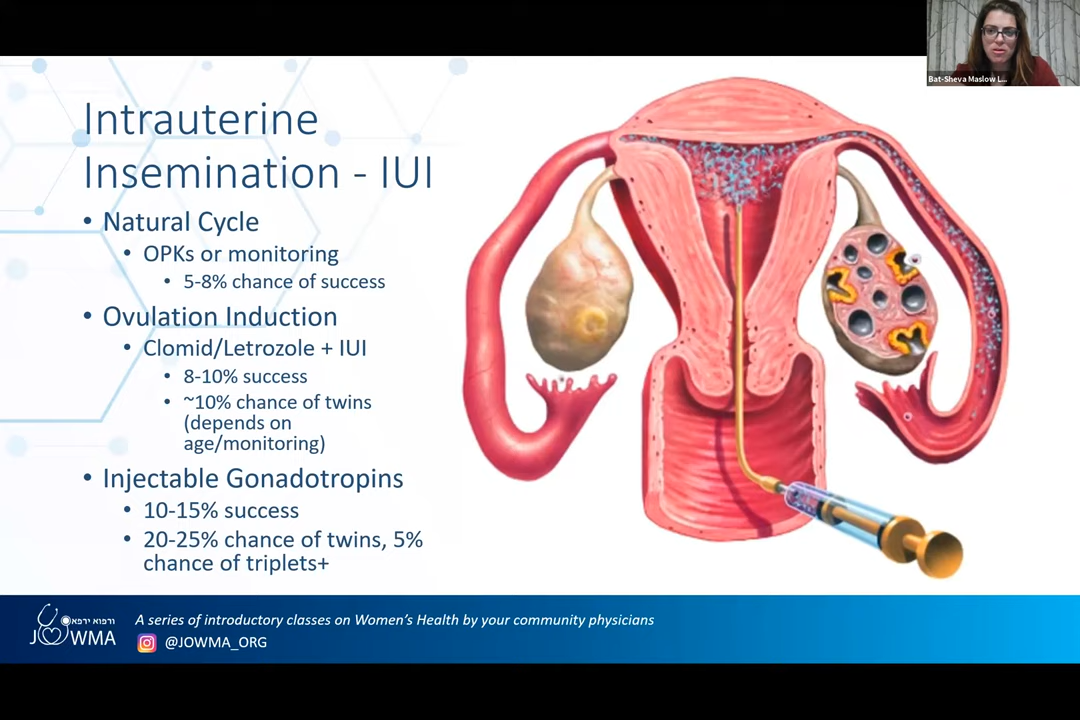 Bat-Sheva Maslow L...
Intrauterine
Insemination - IUI
• Natural Cycle
• OPKs or monitoring
• 5-8% chance of success
• Ovulation Induction
• Clomid/Letrozole + IUI
• 8-10% success
• ~10% chance of twins
(depends on
age/monitoring)
• Injectable Gonadotropins
• 10-15% success
• 20-25% chance of twins, 5%
chance of triplets+
ורפוא ירפא
JOWMA
A series of introductory classes on Women's Health by your community physicians
@JOWMA_ORG